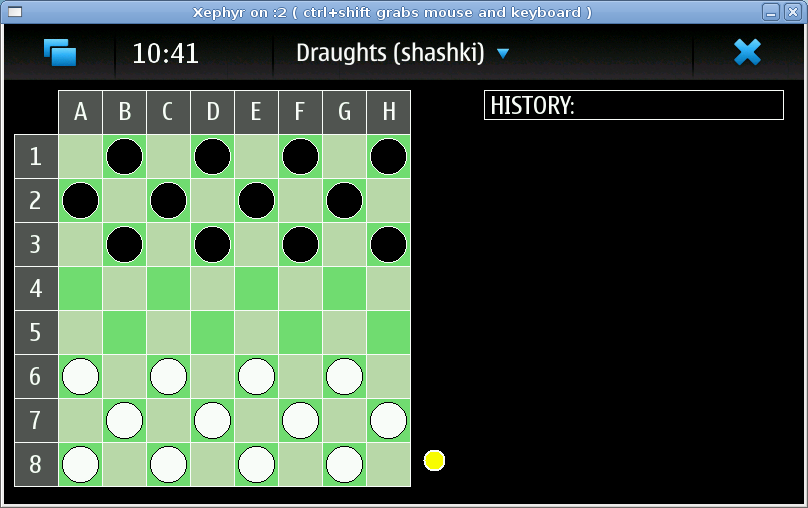 Xephyr on :2 ( ctrl+shift grabs mouse and keyboard )
10:41 Draughts (shashki)
HISTORY:
A B C D E F G H
1
2
3
4
5
6
7
8